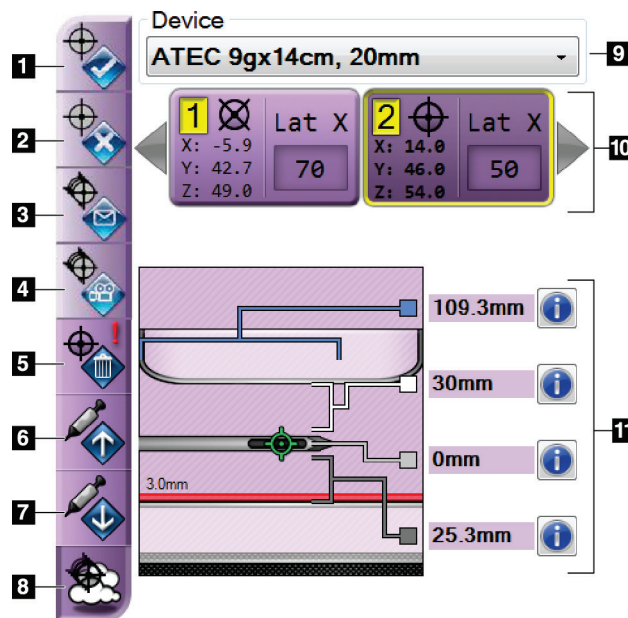 Device
1
ATEC 9gx14cm, 20mm
9
2
1 Lat X
X: -5.9
Y: 42.7
Z: 49.0
70
2 Lat X
X: 14.0
Y: 46.0
Z: 54.0
50
10
3
4
109.3mm
5
!
30mm
6
0mm
11
7
3.0mm
25.3mm
8